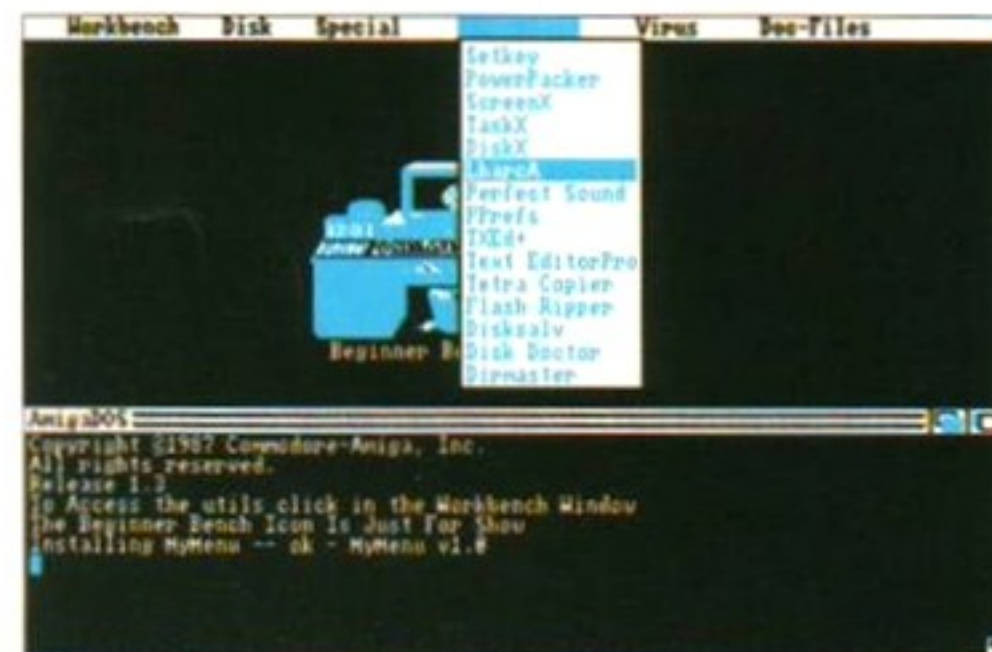 Workbench Disk Special Virus Doc-Files
Setkey
PowerPacker
ScreenX
TaskX
DiskX
LharcA
Perfect Sound
PPrefs
TXEd+
Text EditorPro
Tetra Copier
Flash Ripper
Disksalv
Disk Doctor
Dirmaster
Beginner
AmigaDOS
Copyright ©1987 Commodore-Amiga, Inc.
All rights reserved.
Release 1.3
To Access the utils click in the Workbench Window
The Beginner Bench Icon Is Just For Show
Installing MyMenu -- ok - MyMenu v1.0